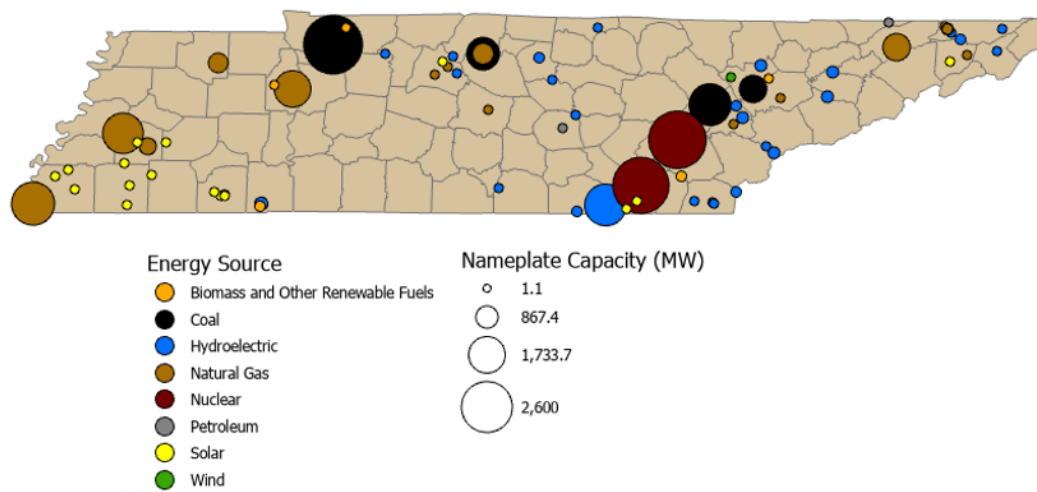 Energy Source
Biomass and Other Renewable Fuels
Coal
Hydroelectric
Natural Gas
Nuclear
Petroleum
Solar
Wind
Nameplate Capacity (MW)
1.1
867.4
1,733.7
2,600